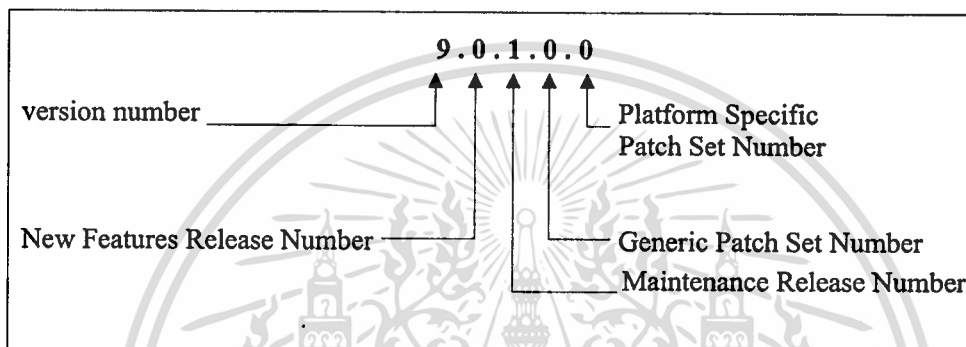 9.0.1.0.0
version number
Platform Specific
Patch Set Number
New Features Release Number
Generic Patch Set Number
Maintenance Release Number